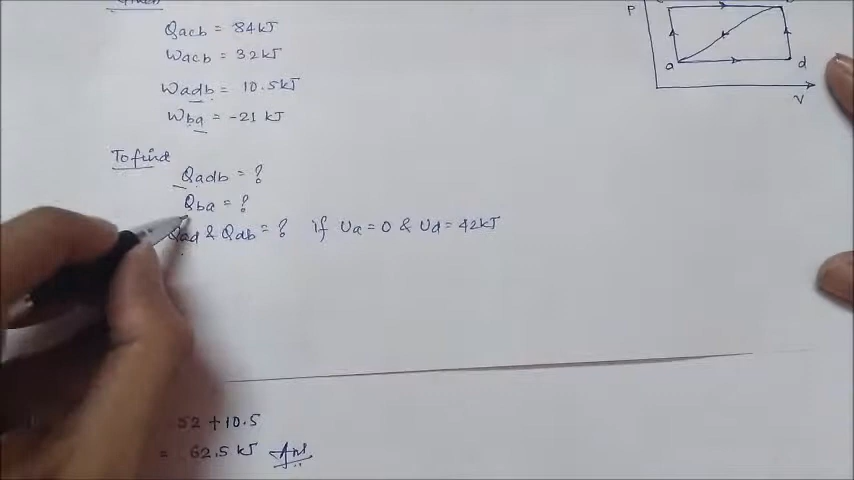 Given
Qacb = 84kJ
Wacb = 32kJ
Wadb = 10.5kJ
Wba = -21 kJ
To find
Qadb = ?
Qba = ?
Qad & Qdb = ? if Ua = 0 & Ud = 42kJ
P
a
d
V
52 + 10.5
= 62.5 kJ Ans